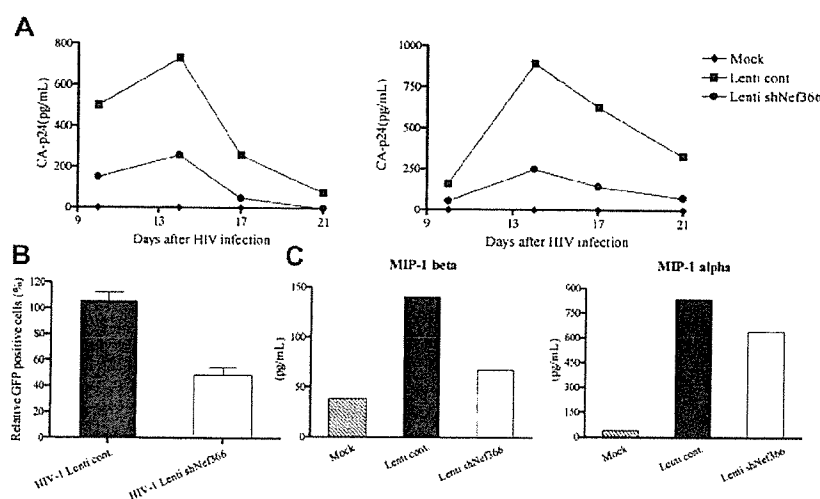 A
CA-p24(pg/mL)
800
600
400
200
0
9
13
17
21
Days after HIV infection
CA-p24(pg/mL)
1000
750
500
250
0
9
13
17
21
Days after HIV infection
Mock
Lenti cont
Lenti shNef366
B
Relative GFP positive cells (%)
120
100
80
60
40
20
0
HIV-1 Lenti cont.
HIV-1 Lenti shNef366
C
MIP-1 beta
(pg/mL)
150
100
50
0
Mock
Lenti cont.
Lenti shNef366
MIP-1 alpha
(pg/mL)
900
750
600
450
300
150
0
Mock
Lenti cont
Lenti shNef366